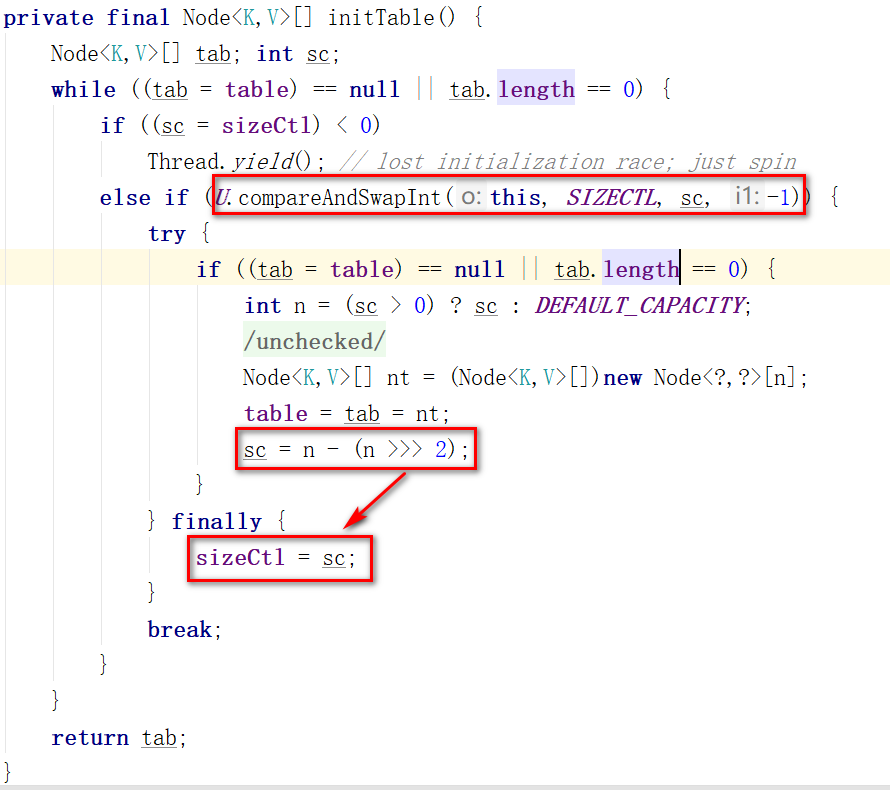 private final Node<K,V>[] initTable() {
Node<K,V>[] tab; int sc;
while ((tab = table) == null || tab.length == 0) {
if ((sc = sizeCtl) < 0)
Thread.yield(); // lost initialization race; just spin
else if (U.compareAndSwapInt( o: this, SIZECTL, sc, i1: -1)) {
try {
if ((tab = table) == null || tab.length == 0) {
int n = (sc > 0) ? sc : DEFAULT_CAPACITY;
/unchecked/
Node<K,V>[] nt = (Node<K,V>[])new Node<?,?>[n];
table = tab = nt;
sc = n - (n >>> 2);
}
} finally {
sizeCtl = sc;
}
break;
}
}
return tab;
}